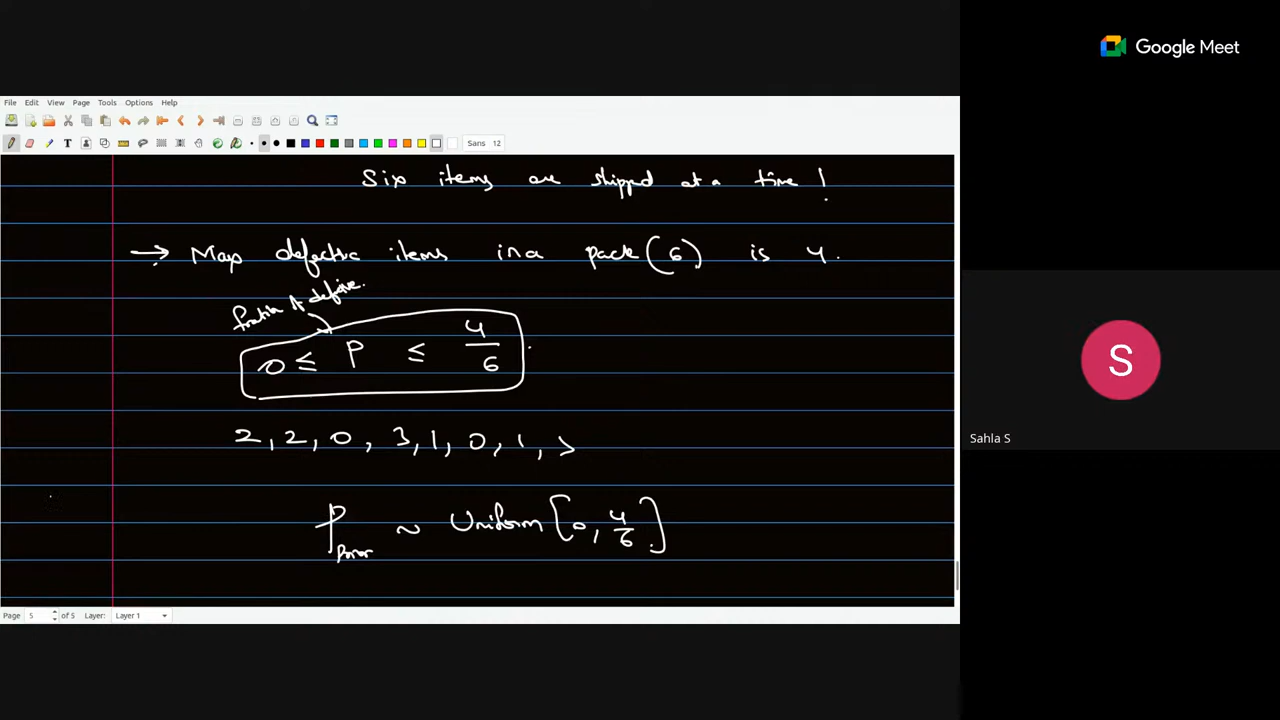 Google Meet
File Edit View Page Tools Options Help
Sans 12
Six items are shipped at a time !
→ Max defective items in a pack (6) is 4.
fraction of defective.
0 ≤ P ≤ 4/6
2, 2, 0, 3, 1, 0, 1,
P prior ~ Uniform [0, 4/6]
S
Sahla S
Page 5 of 5 Layer: Layer 1